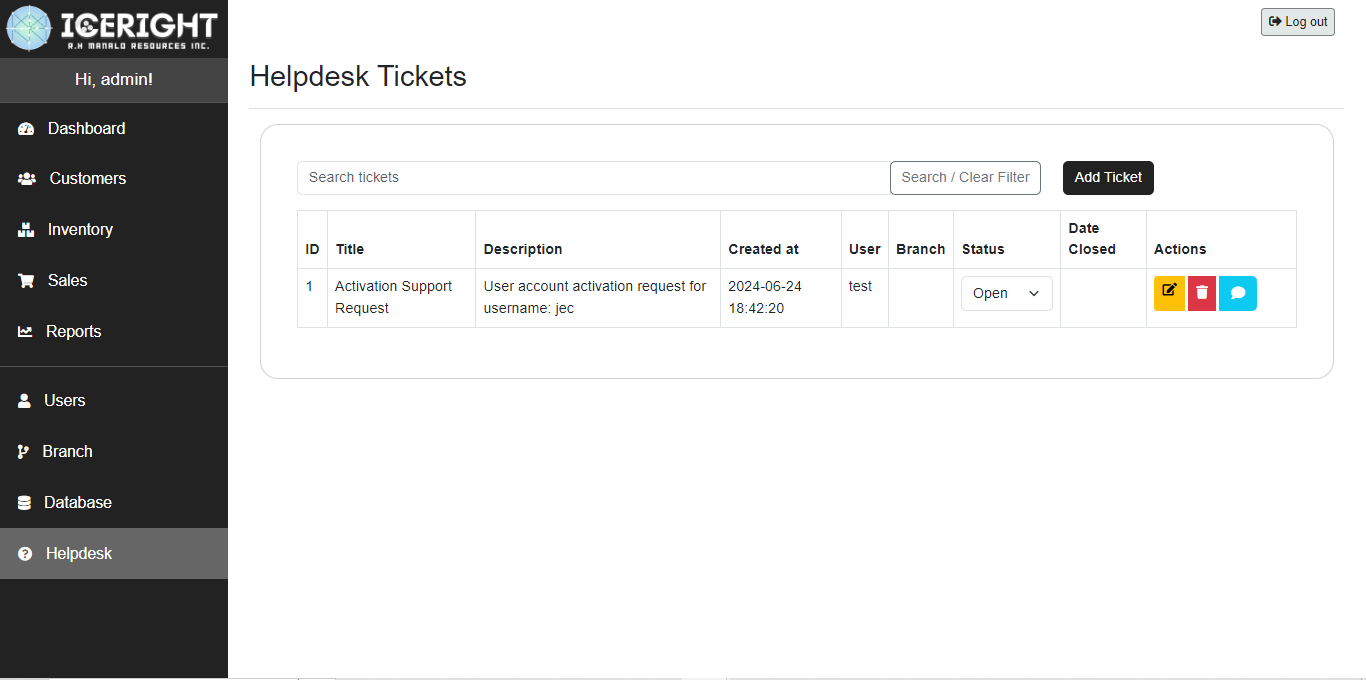 ICERIGHT
R.H MANALO RESOURCES INC.
Log out
Hi, admin!
Helpdesk Tickets
Dashboard
Customers
Inventory
Sales
Reports
Users
Branch
Database
Helpdesk
Search tickets
Search / Clear Filter
Add Ticket
ID Title Description Created at User Branch Status Date Closed Actions
1 Activation Support Request User account activation request for username: jec 2024-06-24 18:42:20 test Open